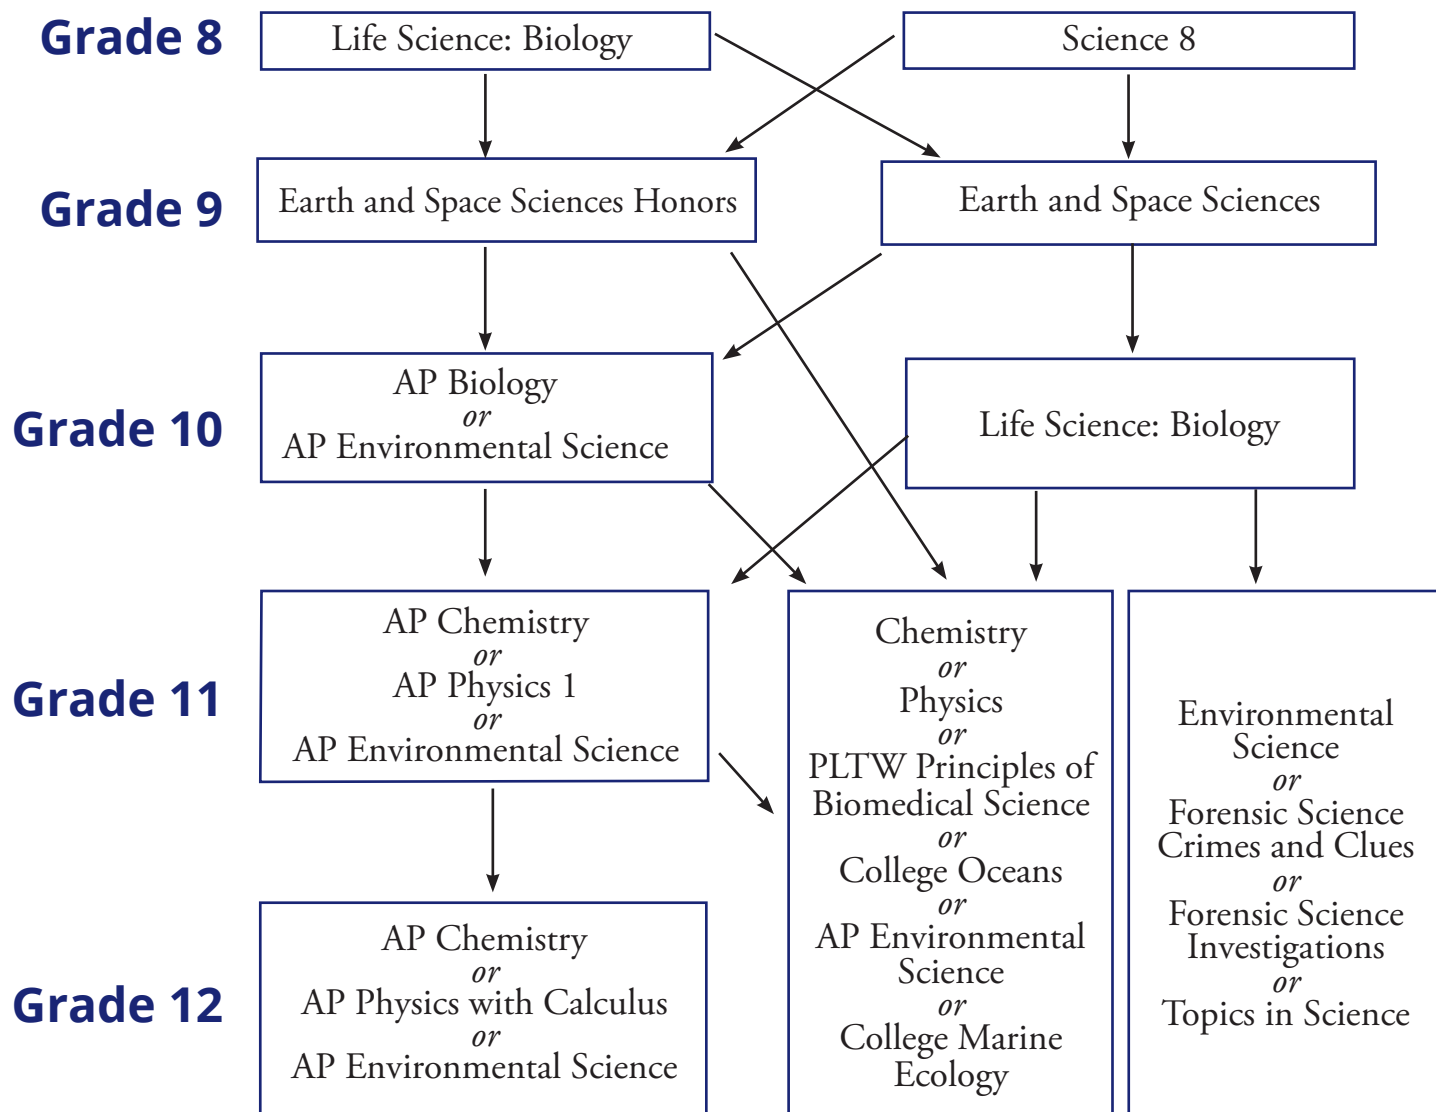 Grade 8
Life Science: Biology
Science 8
Grade 9
Earth and Space Sciences Honors
Earth and Space Sciences
Grade 10
AP Biology
or
AP Environmental Science
Life Science: Biology
Grade 11
AP Chemistry
or
AP Physics 1
or
AP Environmental Science
Chemistry
or
Physics
or
PLTW Principles of
Biomedical Science
or
College Oceans
or
AP Environmental
Science
or
College Marine
Ecology
Environmental
Science
or
Forensic Science
Crimes and Clues
or
Forensic Science
Investigations
or
Topics in Science
Grade 12
AP Chemistry
or
AP Physics with Calculus
or
AP Environmental Science